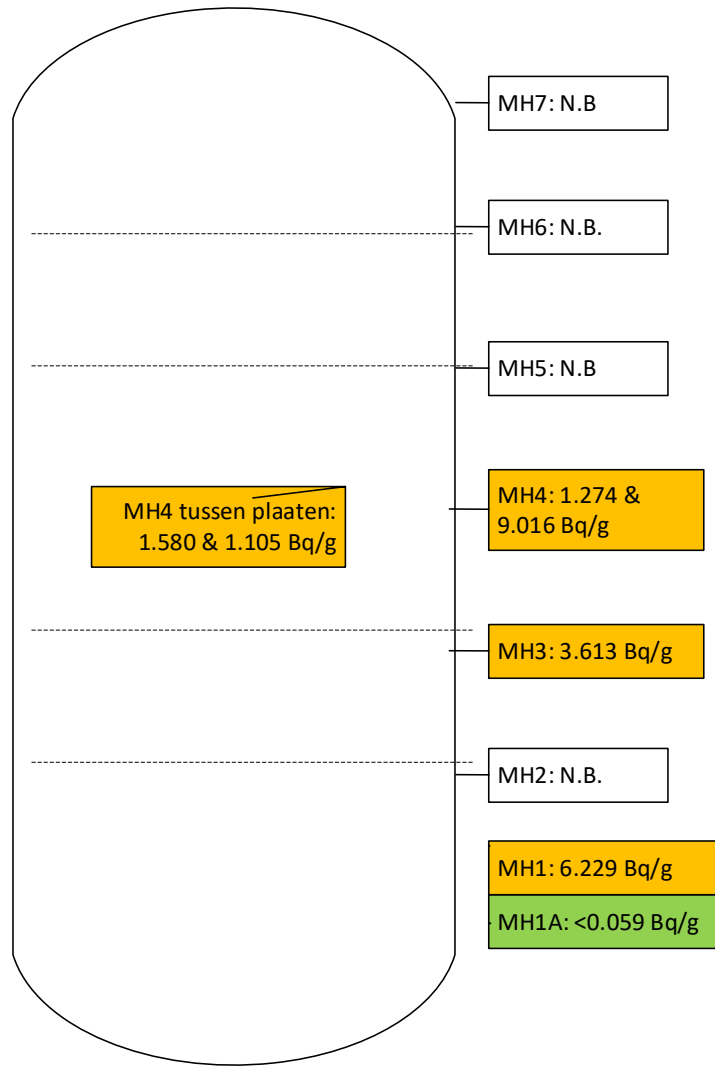 MH7: N.B
MH6: N.B.
MH5: N.B
MH4 tussen plaaten:
1.580 & 1.105 Bq/g
MH4: 1.274 &
9.016 Bq/g
MH3: 3.613 Bq/g
MH2: N.B.
MH1: 6.229 Bq/g
MH1A: <0.059 Bq/g